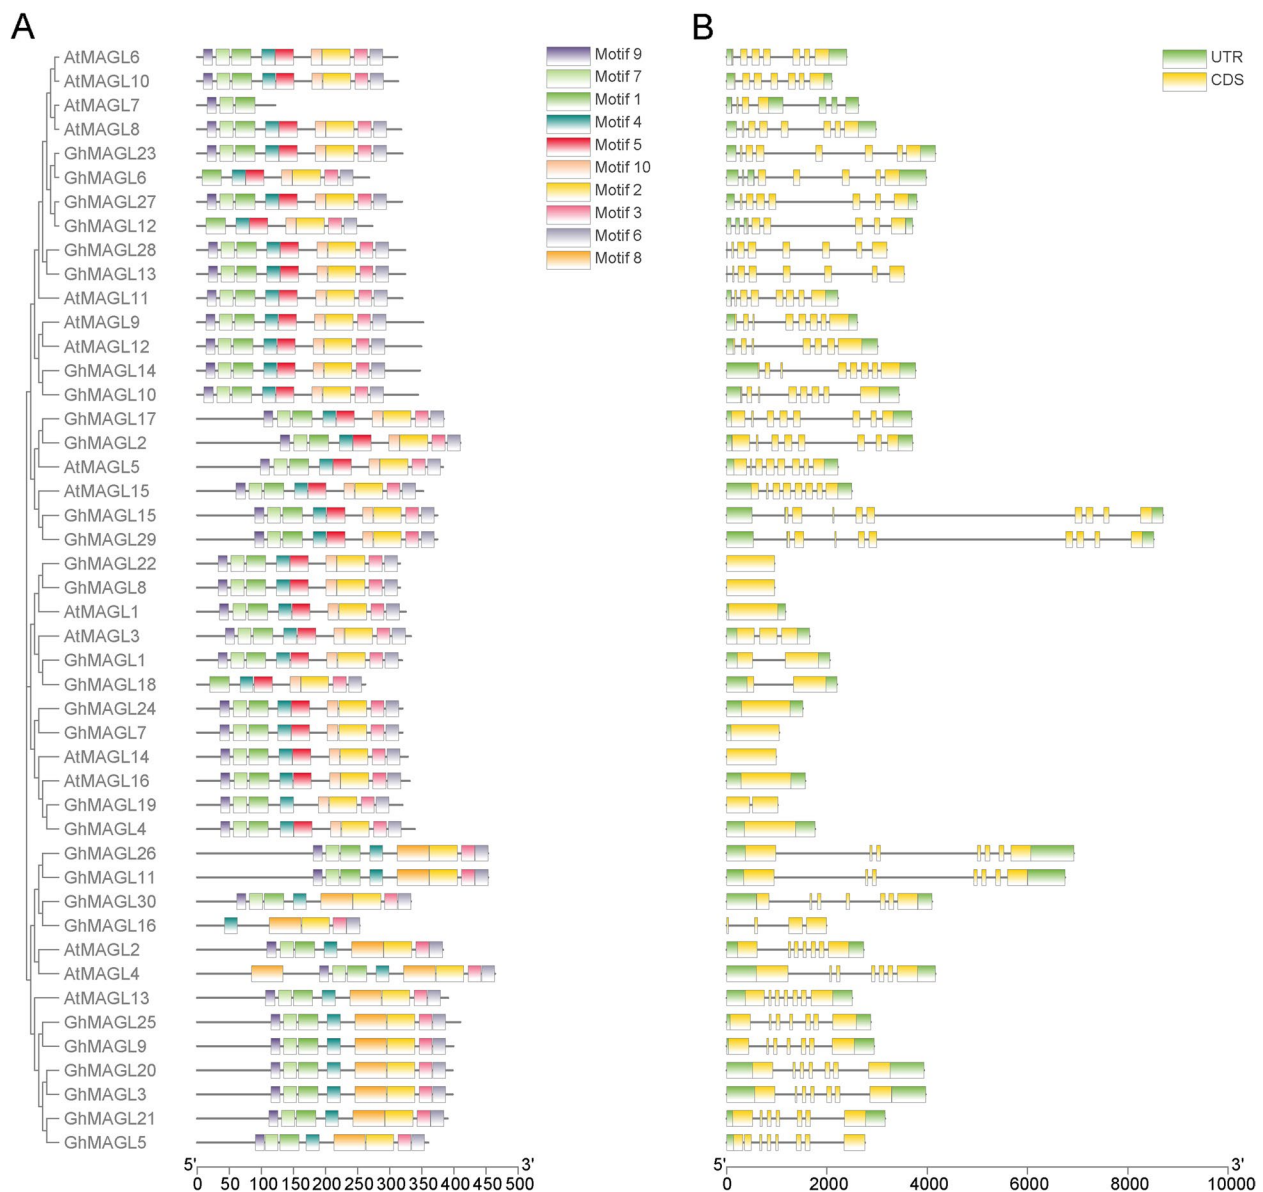 A
B
AtMAGL6
AtMAGL10
AtMAGL7
AtMAGL8
GhMAGL23
GhMAGL6
GhMAGL27
GhMAGL12
GhMAGL28
GhMAGL13
AtMAGL11
AtMAGL9
AtMAGL12
GhMAGL14
GhMAGL10
GhMAGL17
GhMAGL2
AtMAGL5
AtMAGL15
GhMAGL15
GhMAGL29
GhMAGL22
GhMAGL8
AtMAGL1
AtMAGL3
GhMAGL1
GhMAGL18
GhMAGL24
GhMAGL7
AtMAGL14
AtMAGL16
GhMAGL19
GhMAGL4
GhMAGL26
GhMAGL11
GhMAGL30
GhMAGL16
AtMAGL2
AtMAGL4
AtMAGL13
GhMAGL25
GhMAGL9
GhMAGL20
GhMAGL3
GhMAGL21
GhMAGL5
Motif 9
Motif 7
Motif 1
Motif 4
Motif 5
Motif 10
Motif 2
Motif 3
Motif 6
Motif 8
UTR
CDS
5' 3'
0 50 100 150 200 250 300 350 400 450 500
5' 3'
0 2000 4000 6000 8000 10000